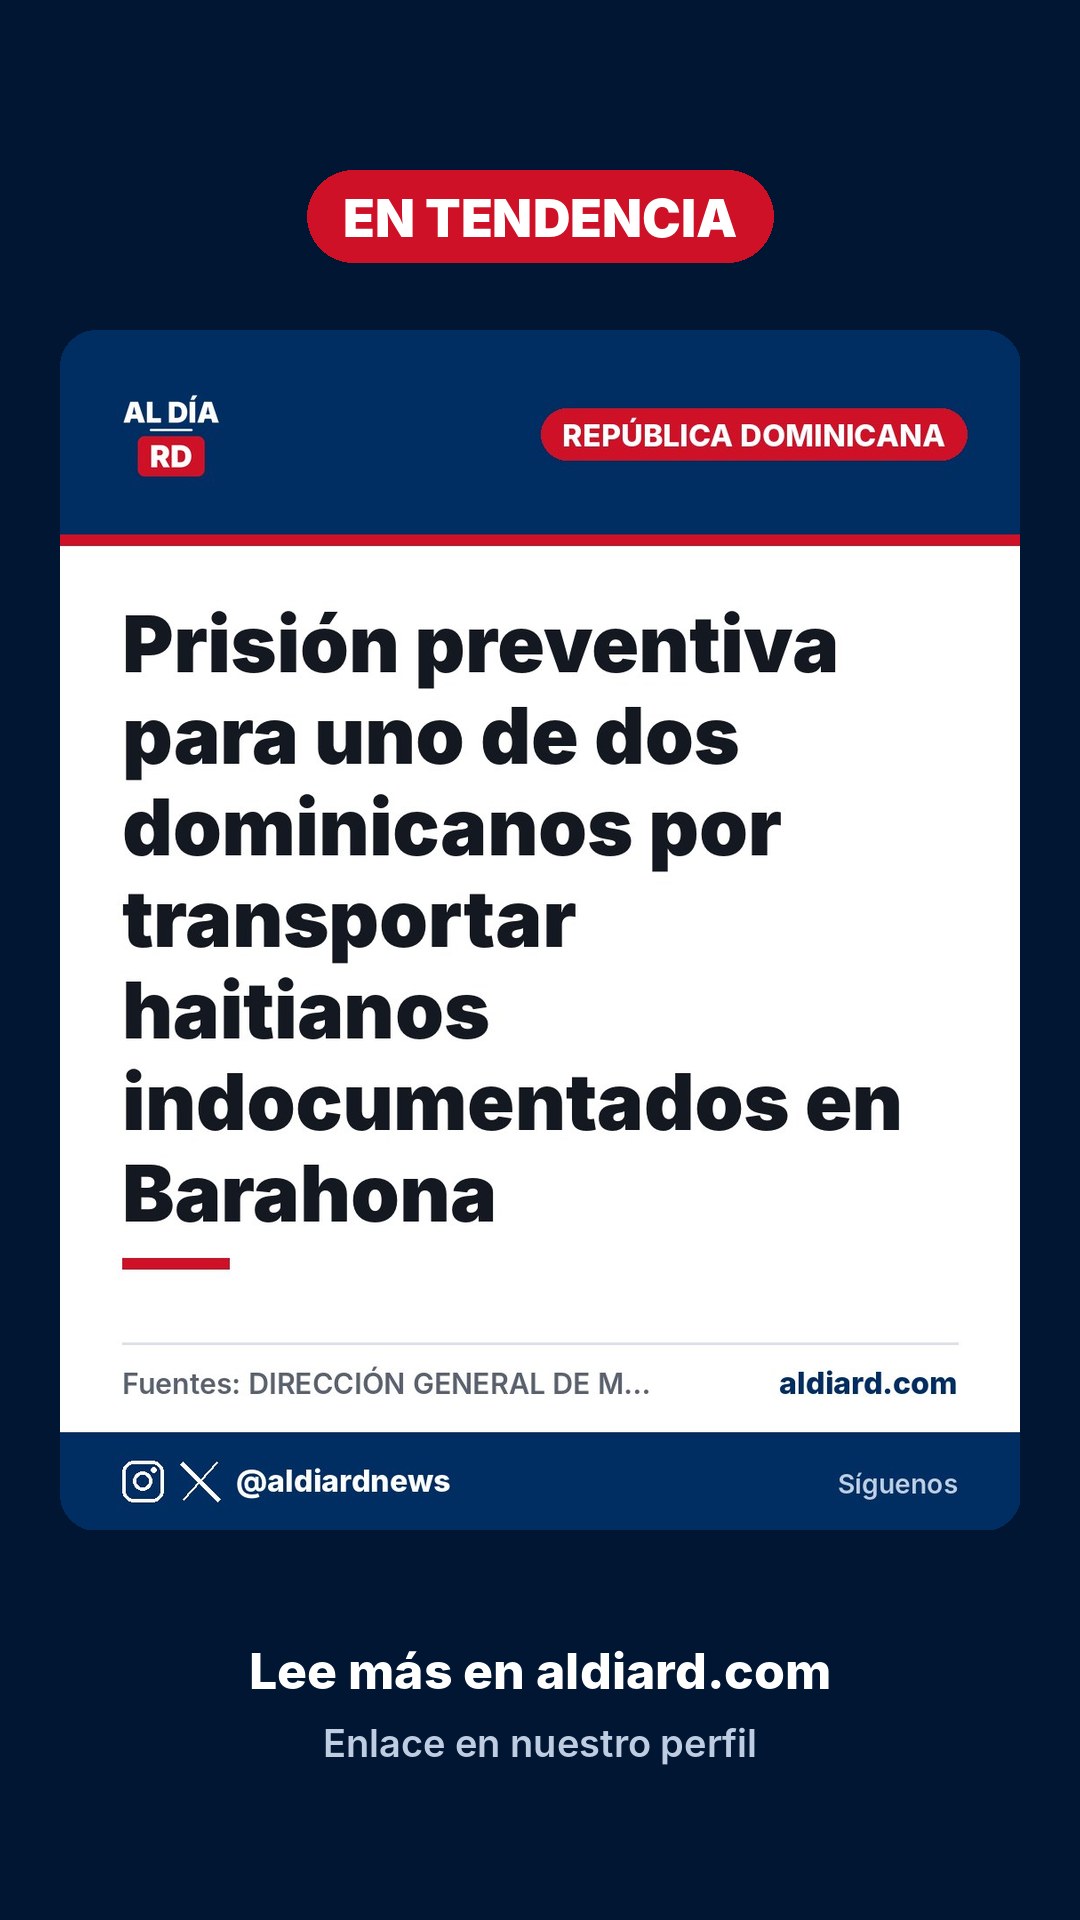 EN TENDENCIA
AL DÍA
RD
REPÚBLICA DOMINICANA
Prisión preventiva
para uno de dos
dominicanos por
transportar
haitianos
indocumentados en
Barahona
Fuentes: DIRECCIÓN GENERAL DE M...
aldiard.com
@aldiardnews
Síguenos
Lee más en aldiard.com
Enlace en nuestro perfil